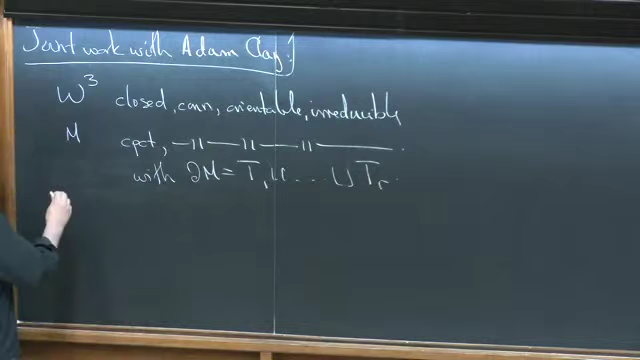 Joint work with Adam Clay!
W³ closed, conn, orientable, irreducible
M cpct, —〃—〃—〃—.
with ∂M = T₁ ⊔ ... ⊔ Tᵣ.